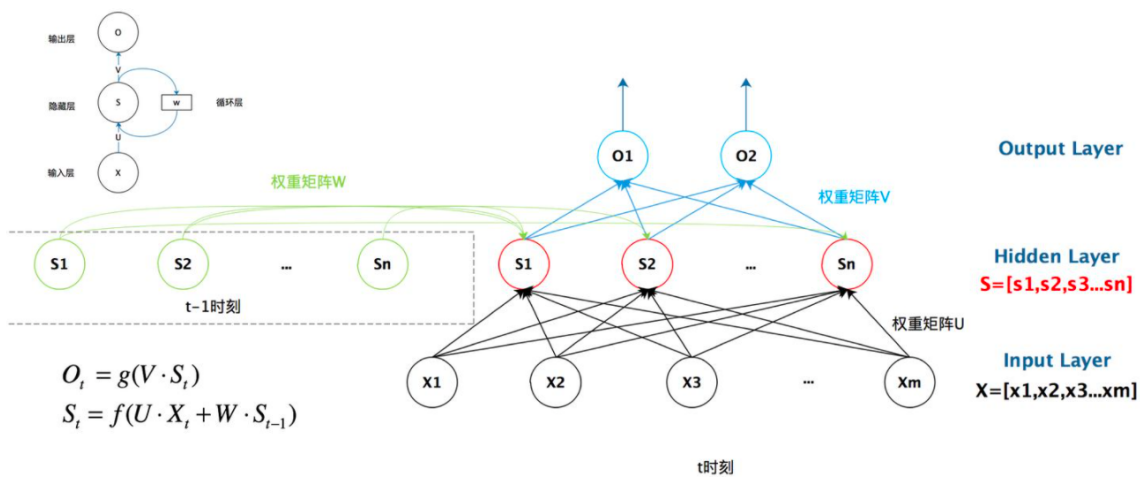 输出层
O
V
隐藏层
S
w
循环层
U
输入层
X
O1
O2
Output Layer
权重矩阵W
权重矩阵V
S1
S2
...
Sn
S1
S2
...
Sn
Hidden Layer
S=[s1,s2,s3...sn]
t-1时刻
权重矩阵U
X1
X2
X3
...
Xm
Input Layer
X=[x1,x2,x3...xm]
O_t = g(V · S_t)
S_t = f(U · X_t + W · S_{t-1})
t时刻